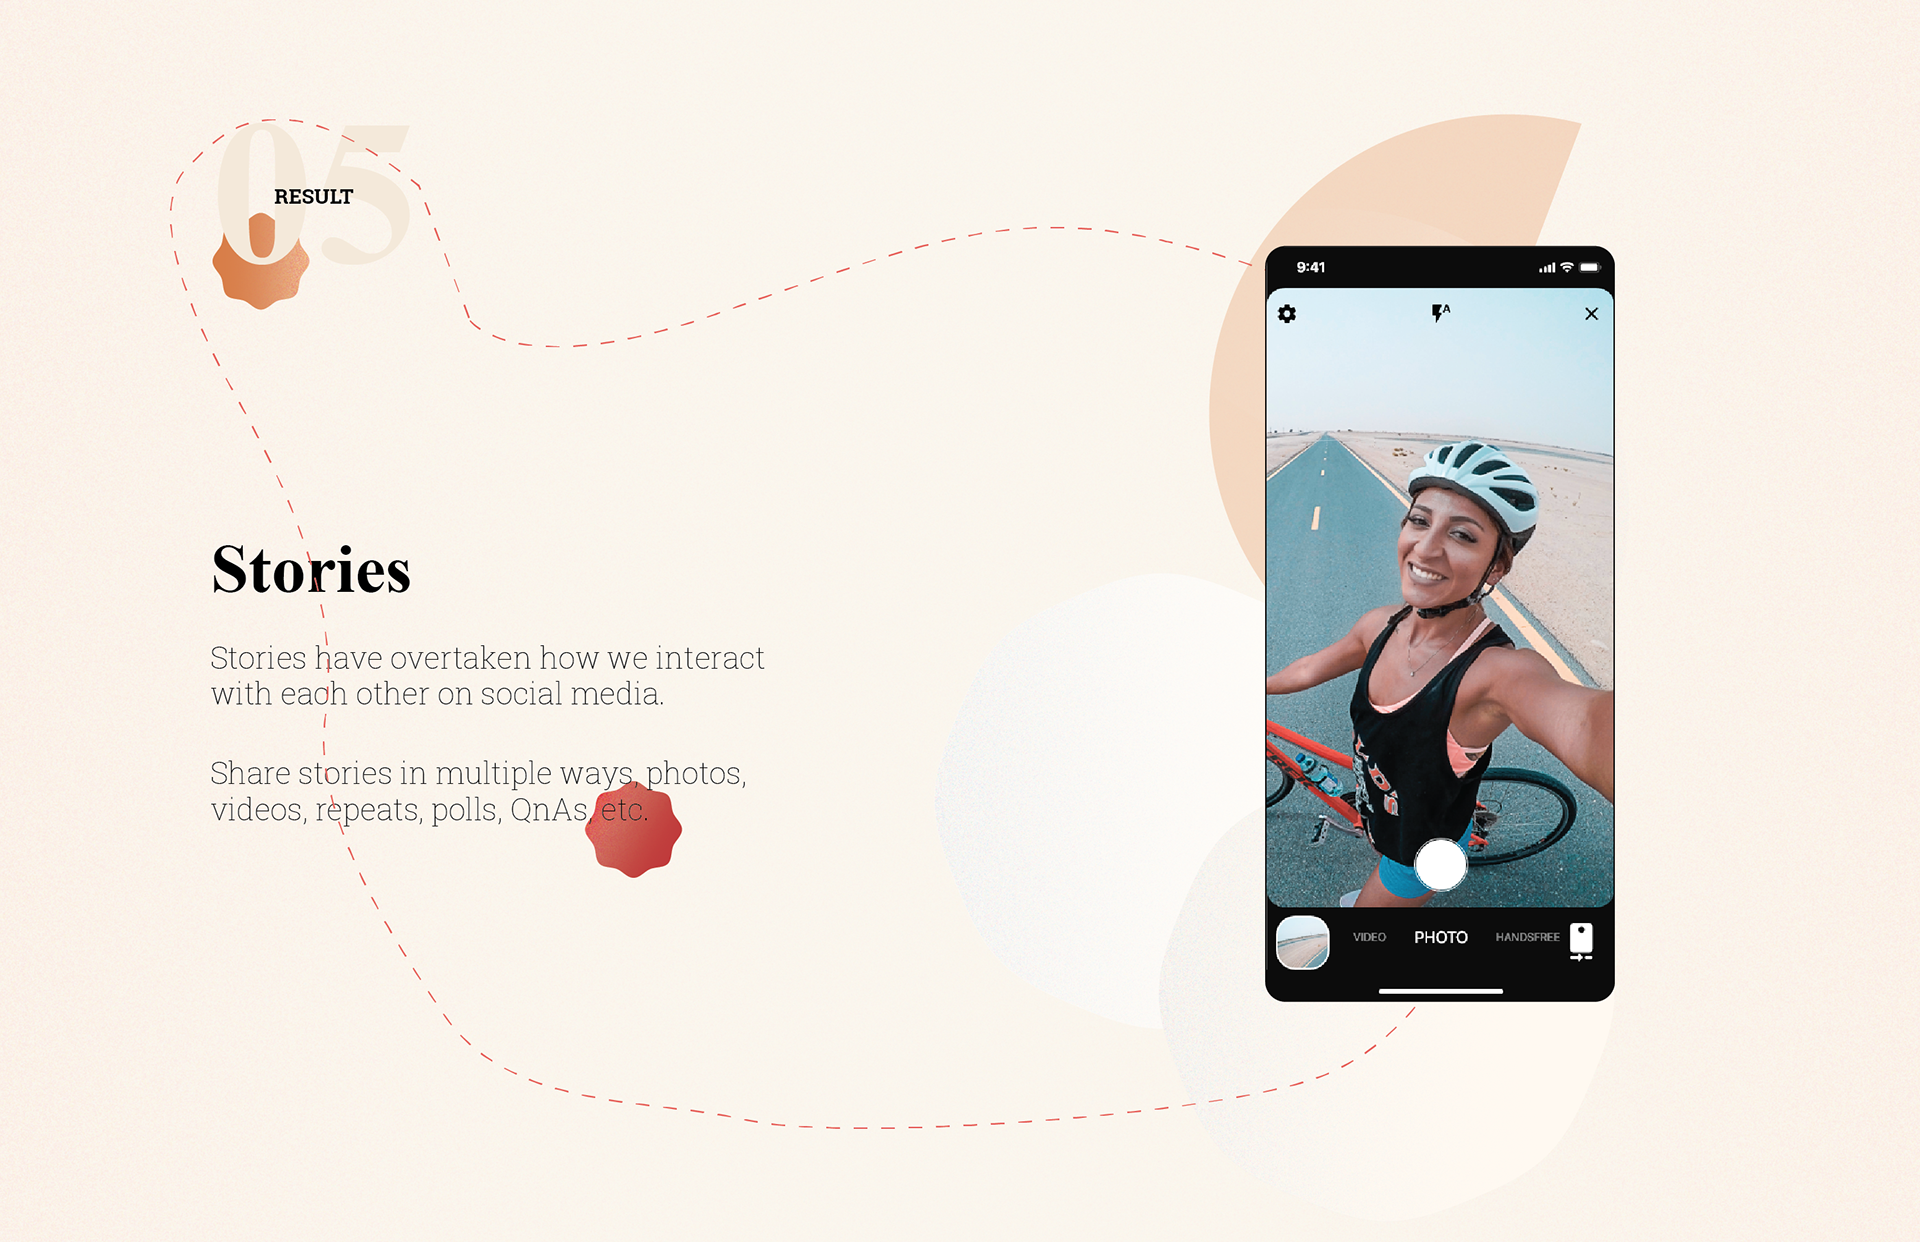 05
RESULT
Stories
Stories have overtaken how we interact
with each other on social media.
Share stories in multiple ways, photos,
videos, repeats, polls, QnAs, etc.
9:41
A
VIDEO PHOTO HANDSFREE